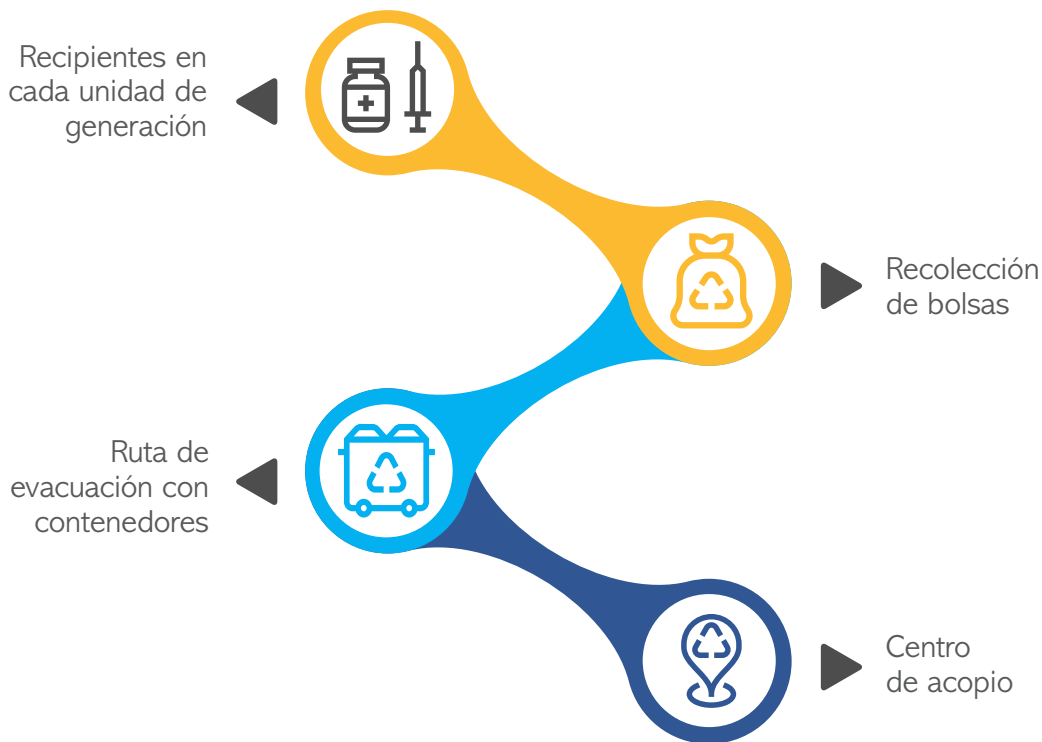 Recipientes en
cada unidad de
generación
Recolección
de bolsas
Ruta de
evacuación con
contenedores
Centro
de acopio